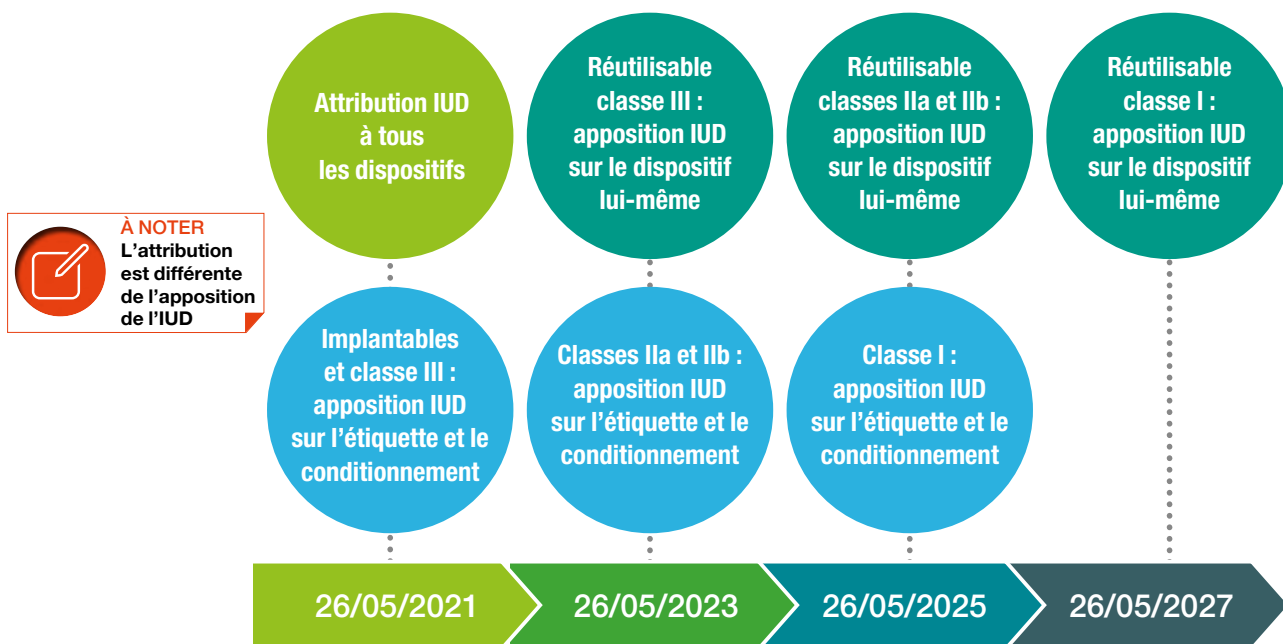 Attribution IUD
à tous
les dispositifs
Réutilisable
classe III :
apposition IUD
sur le dispositif
lui-même
Réutilisable
classes IIa et IIb :
apposition IUD
sur le dispositif
lui-même
Réutilisable
classe I :
apposition IUD
sur le dispositif
lui-même
À NOTER
L’attribution
est différente
de l’apposition
de l’IUD
Implantables
et classe III :
apposition IUD
sur l’étiquette et le
conditionnement
Classes IIa et IIb :
apposition IUD
sur l’étiquette et le
conditionnement
Classe I :
apposition IUD
sur l’étiquette et le
conditionnement
26/05/2021
26/05/2023
26/05/2025
26/05/2027